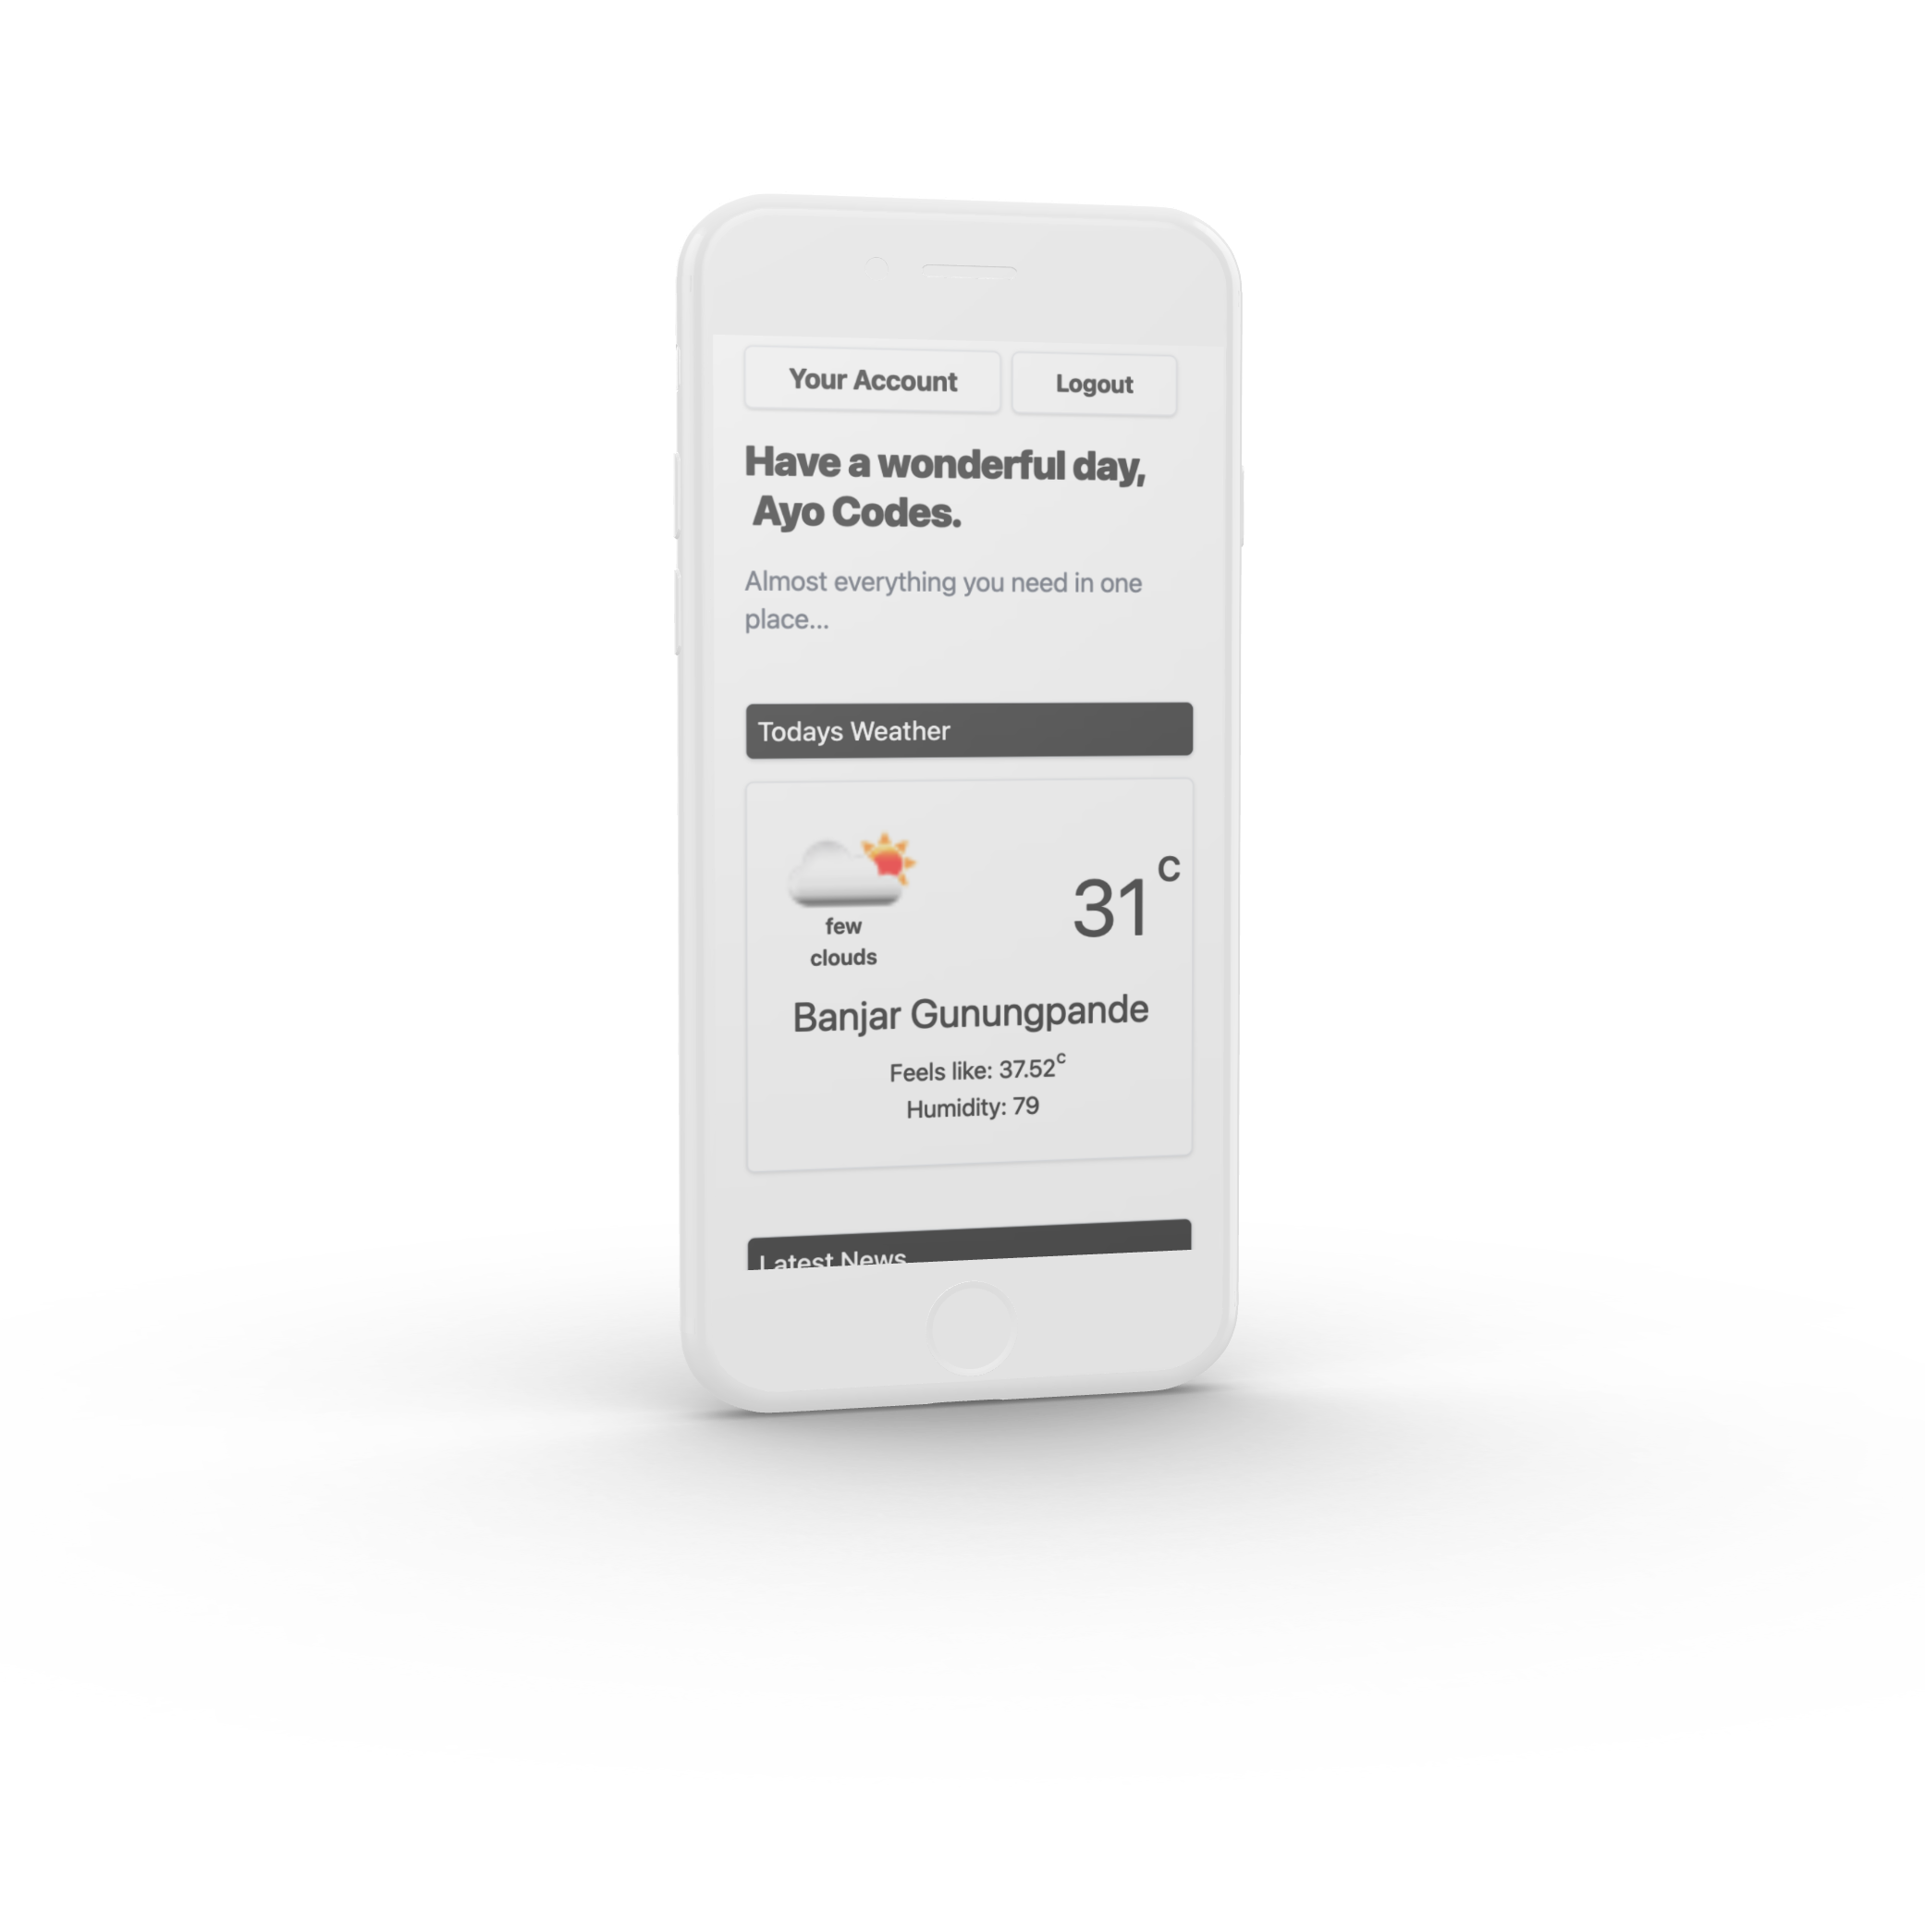 Your Account
Logout
Have a wonderful day,
Ayo Codes.
Almost everything you need in one
place...
Todays Weather
few
clouds
31 c
Banjar Gunungpande
Feels like: 37.52c
Humidity: 79
Latest News